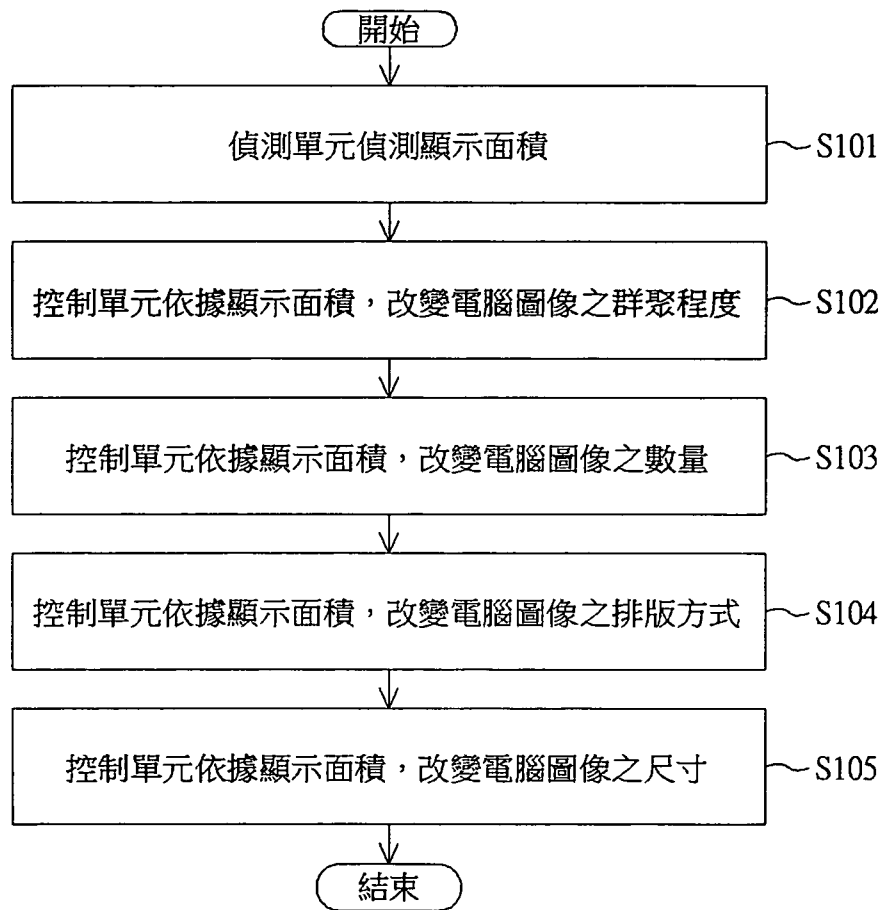 開始
偵測單元偵測顯示面積
S101
控制單元依據顯示面積，改變電腦圖像之群聚程度
S102
控制單元依據顯示面積，改變電腦圖像之數量
S103
控制單元依據顯示面積，改變電腦圖像之排版方式
S104
控制單元依據顯示面積，改變電腦圖像之尺寸
S105
結束